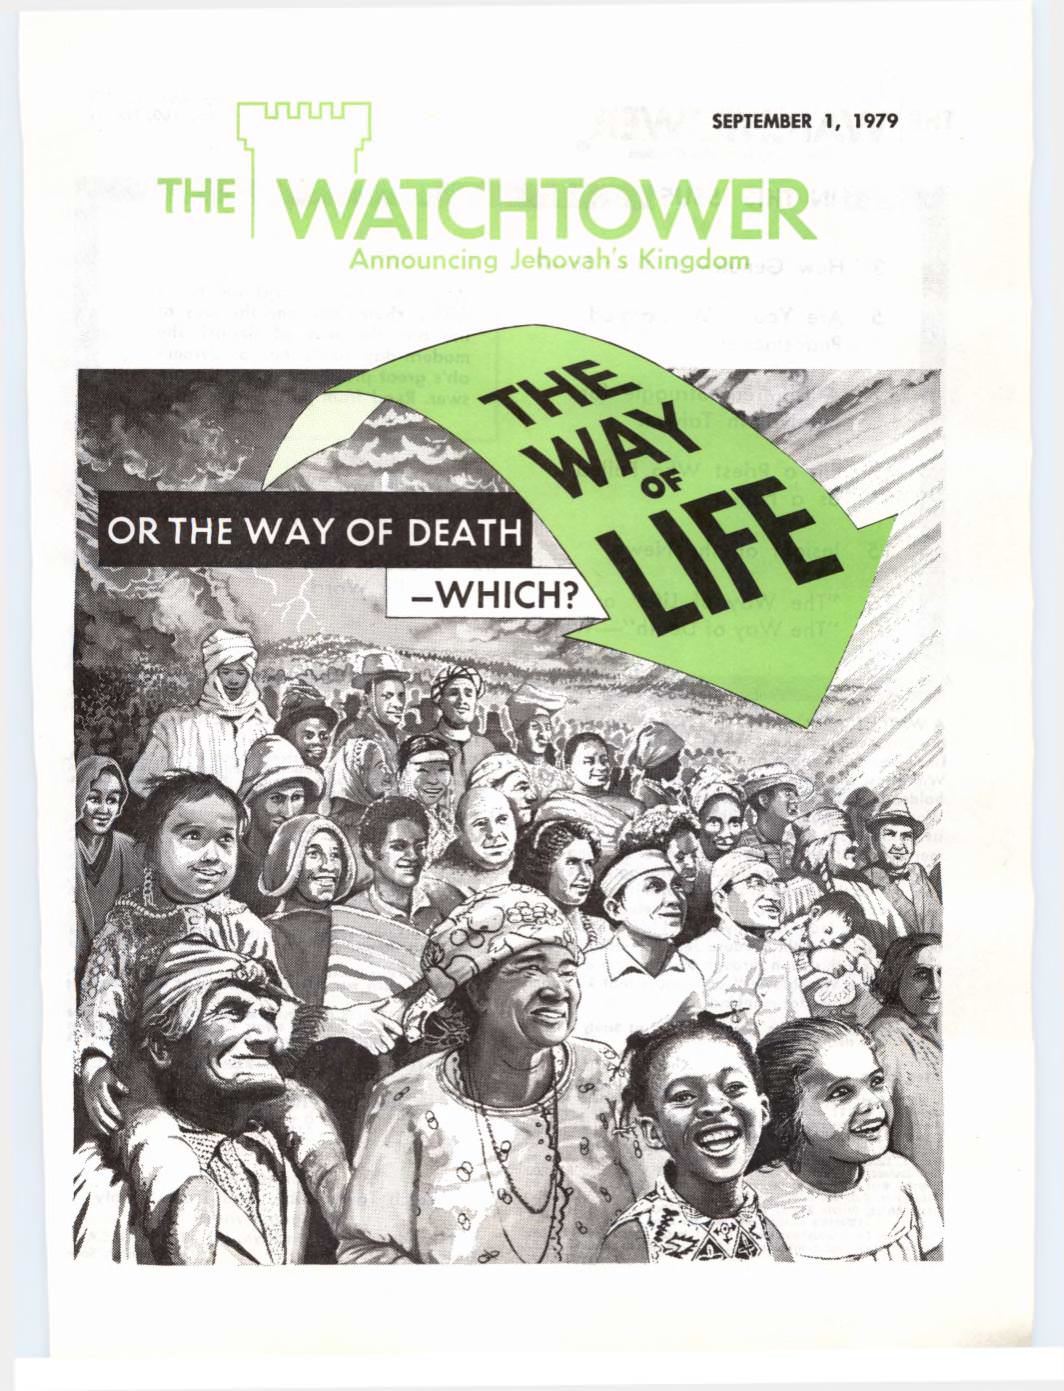 SEPTEMBER 1, 1979
THE WATCHTOWER
Announcing Jehovah's Kingdom
THE
WAY
OF
LIFE
OR THE WAY OF DEATH
–WHICH?